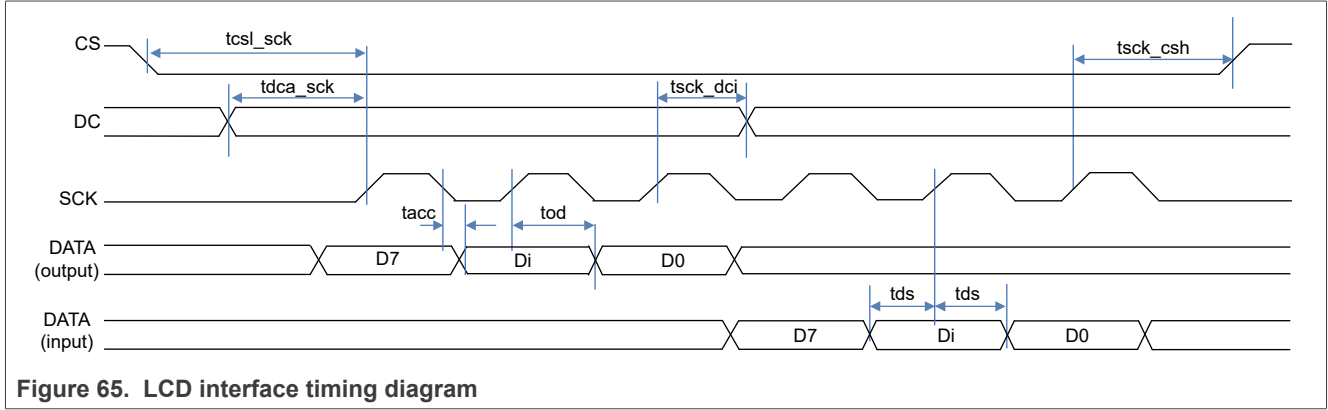 CS
tcsl_sck
tsck_csh
tdca_sck
tsck_dci
DC
SCK
tacc
tod
DATA
(output)
D7
Di
D0
tds
tds
DATA
(input)
D7
Di
D0
Figure 65. LCD interface timing diagram